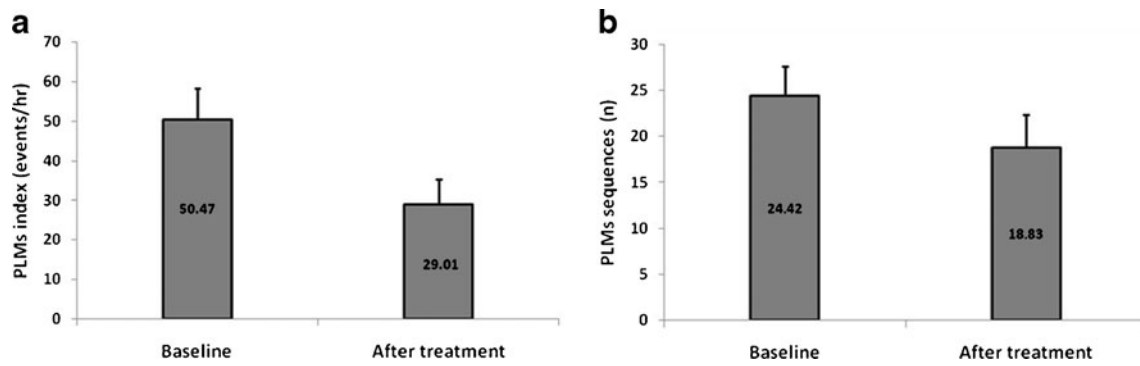 a
PLMs index (events/hr)
70
60
50
40
30
20
10
0
50.47
29.01
Baseline
After treatment
b
PLMs sequences (n)
30
25
20
15
10
5
0
24.42
18.83
Baseline
After treatment